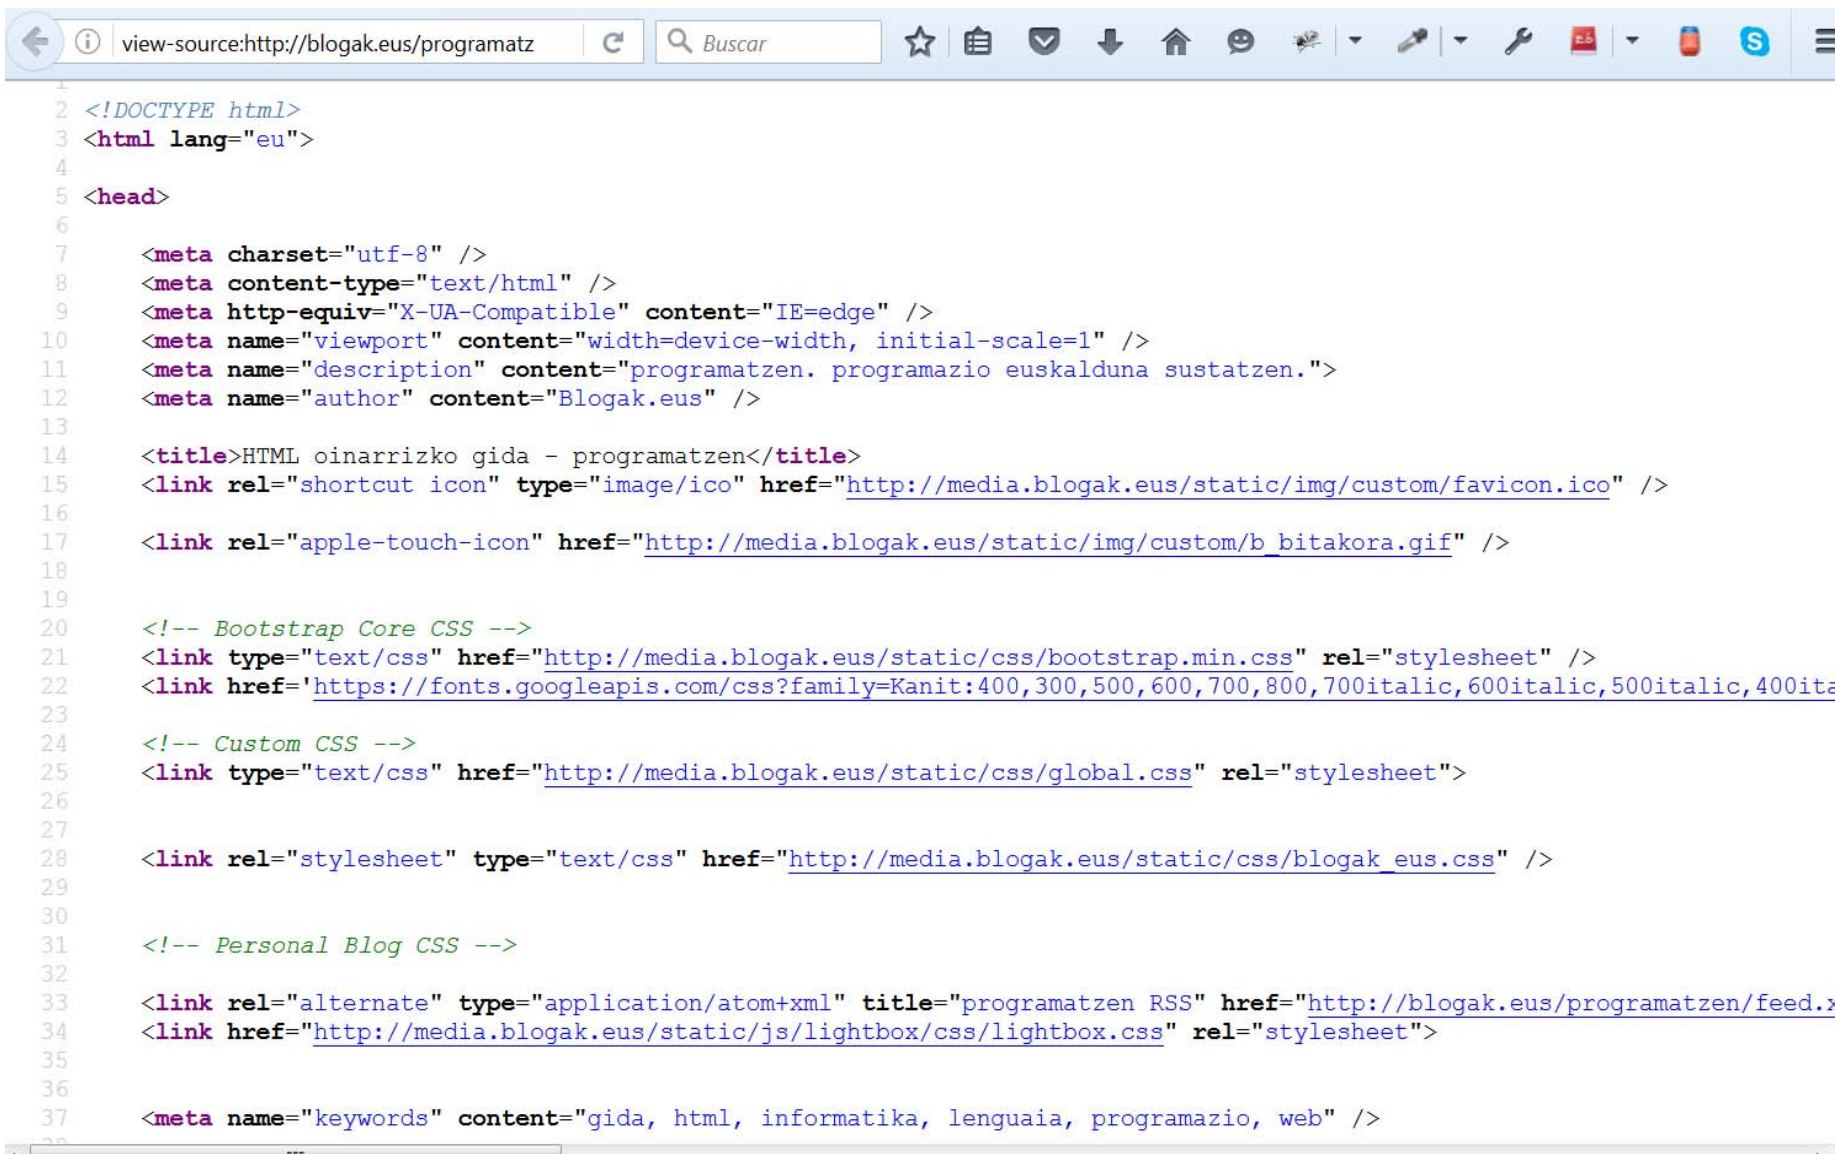 view-source:http://blogak.eus/programatz
Buscar
1
2 <!DOCTYPE html>
3 <html lang="eu">
4
5 <head>
6
7 <meta charset="utf-8" />
8 <meta content-type="text/html" />
9 <meta http-equiv="X-UA-Compatible" content="IE=edge" />
10 <meta name="viewport" content="width=device-width, initial-scale=1" />
11 <meta name="description" content="programatzen. programazio euskalduna sustatzen.">
12 <meta name="author" content="Blogak.eus" />
13
14 <title>HTML oinarrizko gida - programatzen</title>
15 <link rel="shortcut icon" type="image/ico" href="http://media.blogak.eus/static/img/custom/favicon.ico" />
16
17 <link rel="apple-touch-icon" href="http://media.blogak.eus/static/img/custom/b_bitakora.gif" />
18
19
20 <!-- Bootstrap Core CSS -->
21 <link type="text/css" href="http://media.blogak.eus/static/css/bootstrap.min.css" rel="stylesheet" />
22 <link href='https://fonts.googleapis.com/css?family=Kanit:400,300,500,600,700,800,700italic,600italic,500italic,400ita
23
24 <!-- Custom CSS -->
25 <link type="text/css" href="http://media.blogak.eus/static/css/global.css" rel="stylesheet">
26
27
28 <link rel="stylesheet" type="text/css" href="http://media.blogak.eus/static/css/blogak_eus.css" />
29
30
31 <!-- Personal Blog CSS -->
32
33 <link rel="alternate" type="application/atom+xml" title="programatzen RSS" href="http://blogak.eus/programatzen/feed.x
34 <link href="http://media.blogak.eus/static/js/lightbox/css/lightbox.css" rel="stylesheet">
35
36
37 <meta name="keywords" content="gida, html, informatika, lenguaia, programazio, web" />